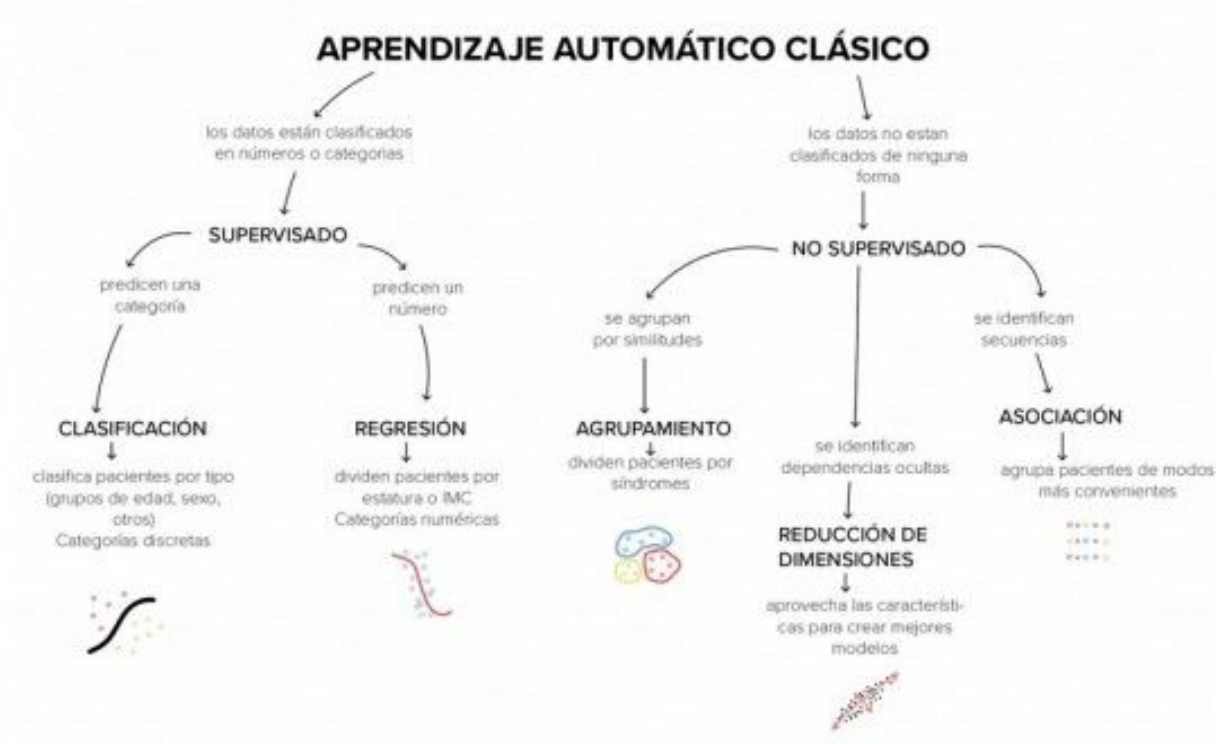 APRENDIZAJE AUTOMÁTICO CLÁSICO
los datos están clasificados
en números o categorias
SUPERVISADO
predicen una
categoría
CLASIFICACIÓN
clasifica pacientes por tipo
(grupos de edad, sexo,
otros)
Categorías discretas
predicen un
número
REGRESIÓN
dividen pacientes por
estatura o IMC
Categorías numéricas
los datos no estan
clasificados de ninguna
forma
NO SUPERVISADO
se agrupan
por similitudes
AGRUPAMIENTO
dividen pacientes por
síndromes
se identifican
dependencias ocultas
REDUCCIÓN DE
DIMENSIONES
aprovecha las característi-
cas para crear mejores
modelos
se identifican
secuencias
ASOCIACIÓN
agrupa pacientes de modos
más convenientes